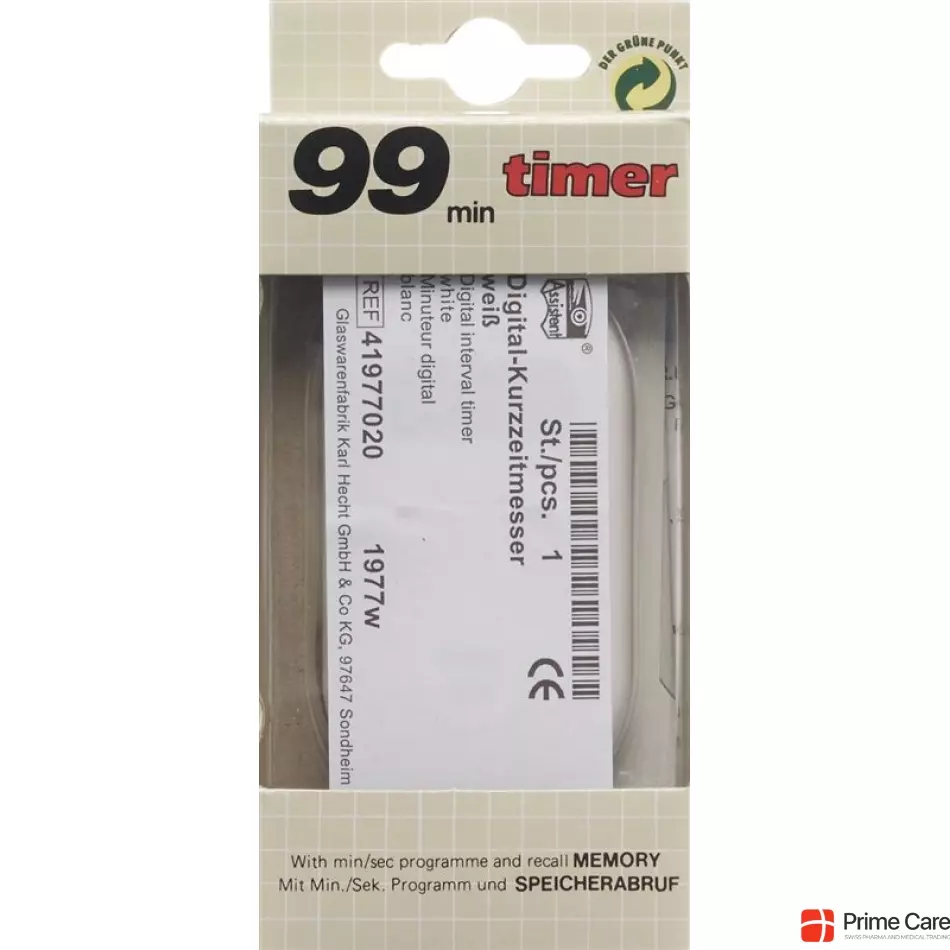 DER GRÜNE PUNKT
99 min timer
Assistent ®
Digital-Kurzzeitmesser
weiß
Digital interval timer
white
Minuteur digital
blanc
St./pcs. 1
CE
REF 41977020 1977w
Glaswarenfabrik Karl Hecht GmbH & Co KG, 97647 Sondheim
With min/sec programme and recall MEMORY
Mit Min./Sek. Programm und SPEICHERABRUF
Prime Care
SWISS PHARMA AND MEDICAL TRADING